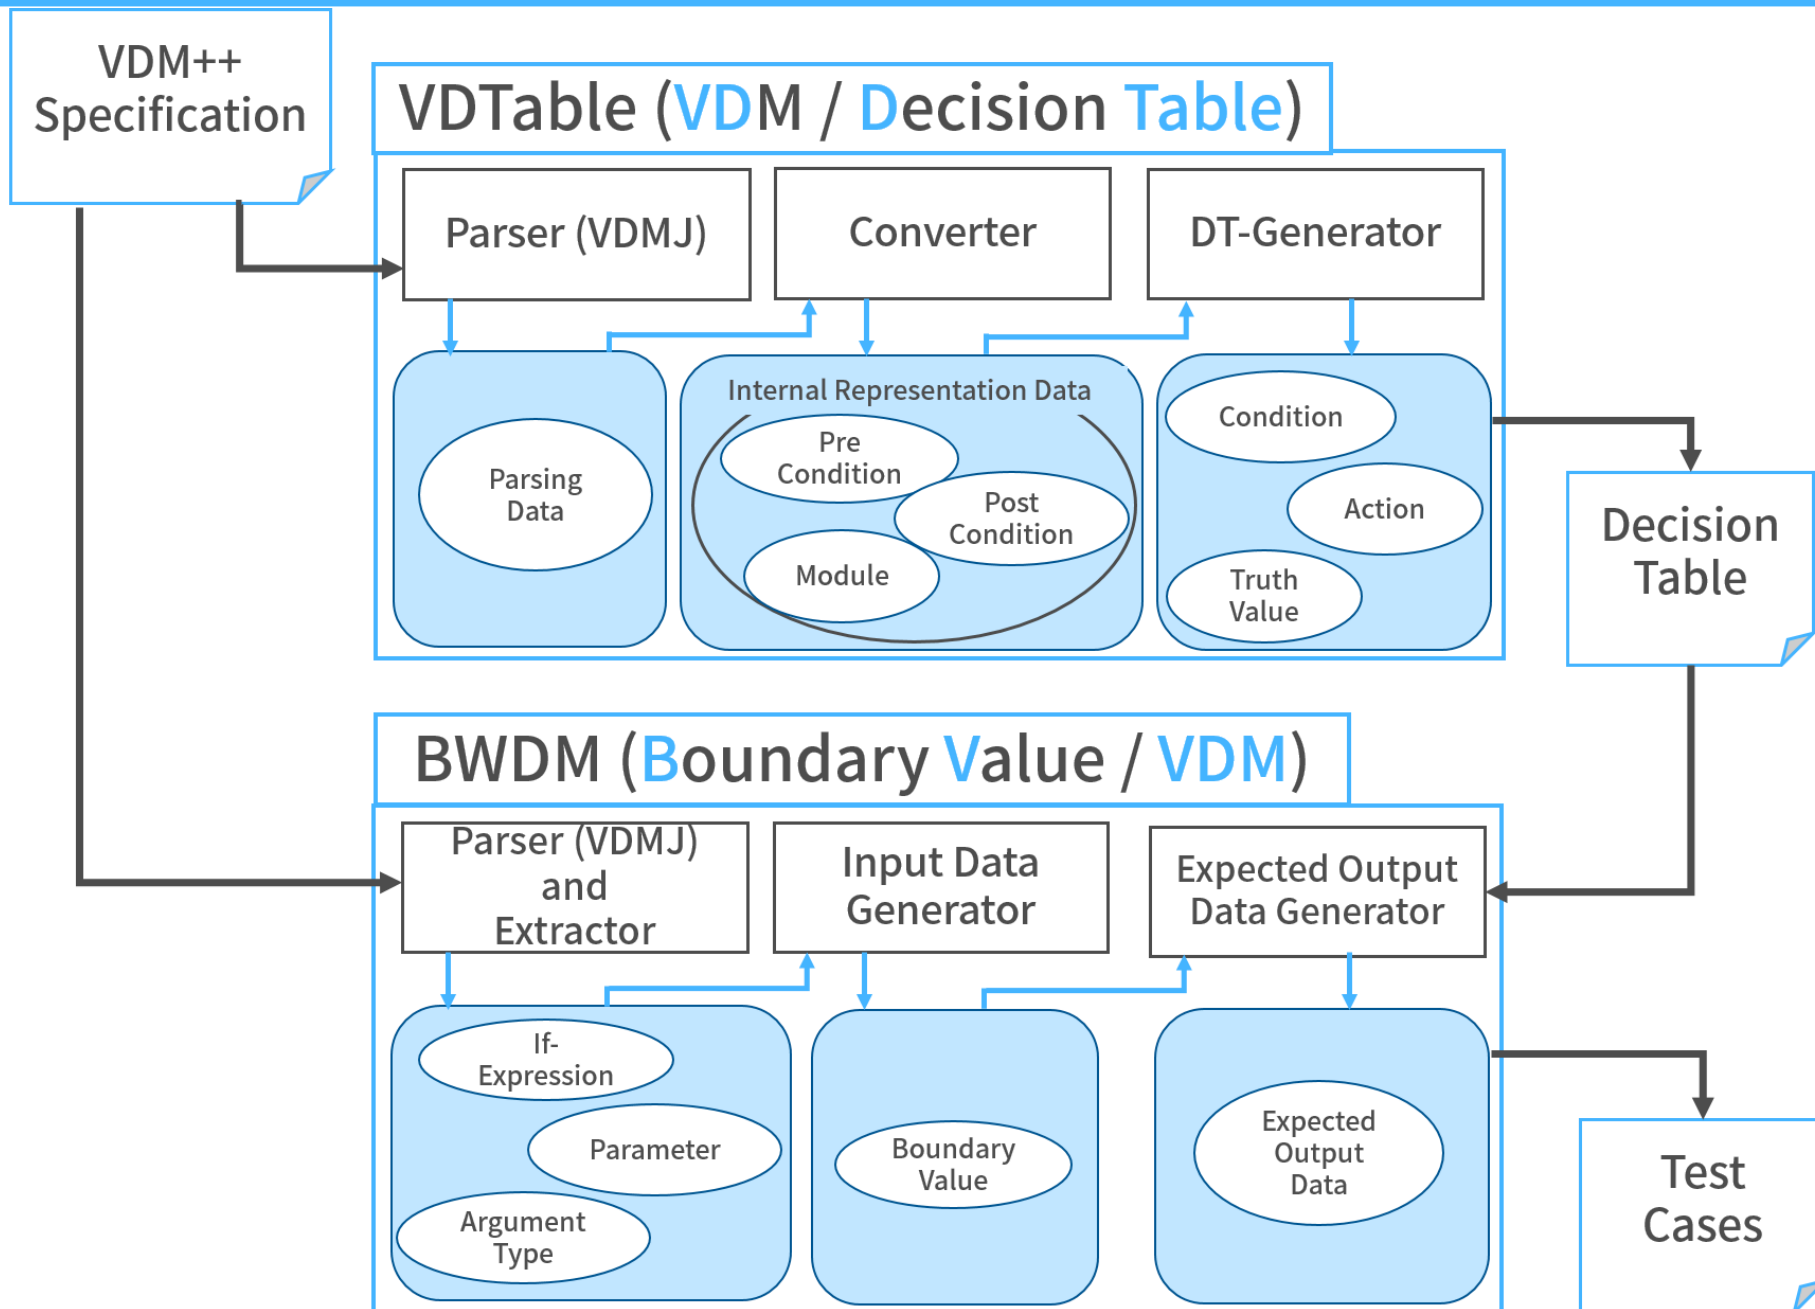 VDM++
Specification
VDTable (VDM / Decision Table)
Parser (VDMJ)
Converter
DT-Generator
Parsing
Data
Internal Representation Data
Pre
Condition
Post
Condition
Module
Condition
Action
Truth
Value
Decision
Table
BWDM (Boundary Value / VDM)
Parser (VDMJ)
and
Extractor
Input Data
Generator
Expected Output
Data Generator
If-
Expression
Parameter
Argument
Type
Boundary
Value
Expected
Output
Data
Test
Cases